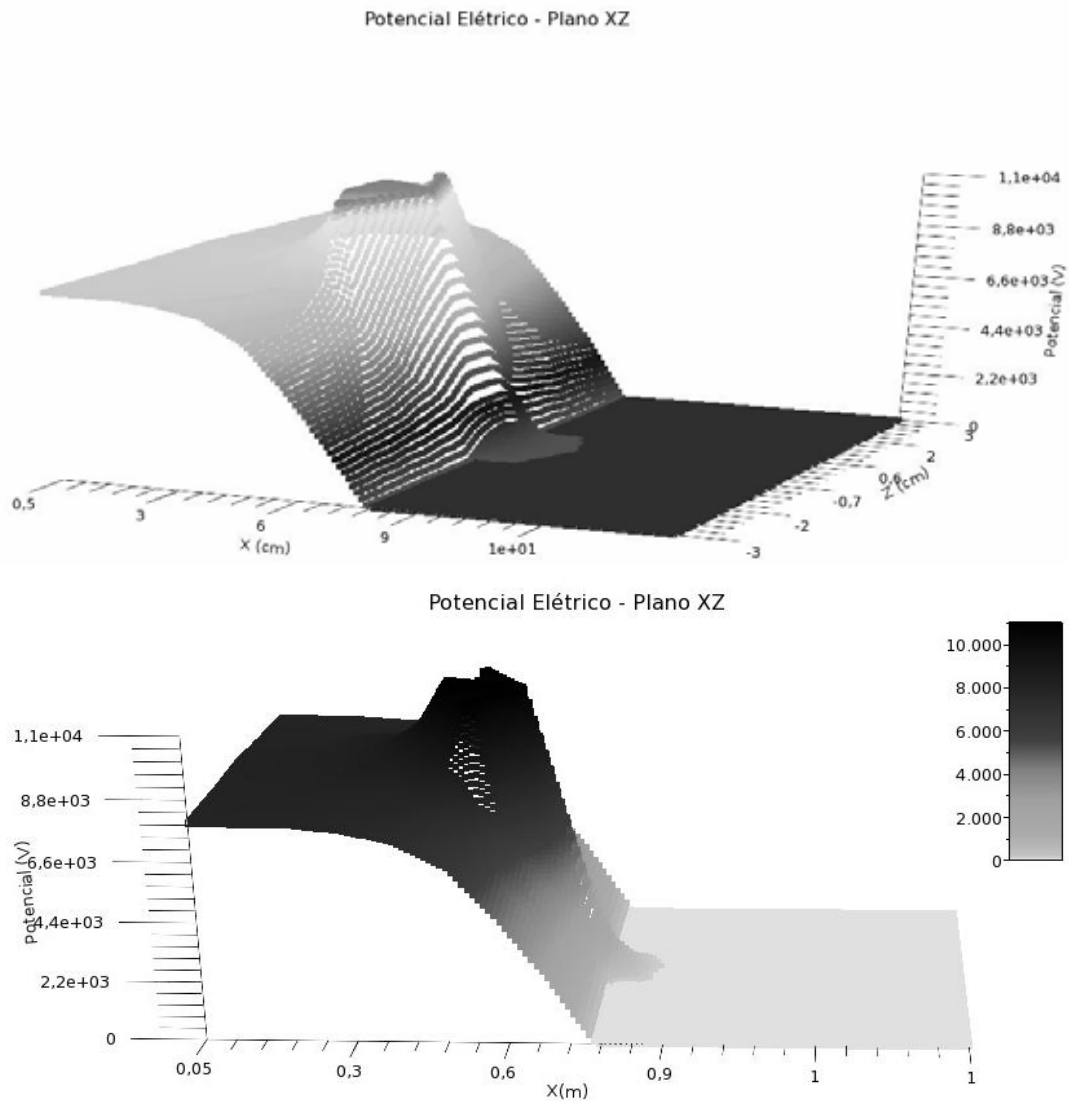 Potencial Elétrico - Plano XZ
1,1e+04
8,8e+03
6,6e+03
4,4e+03
2,2e+03
0
Potencial (V)
3
2
0,6
-0,7
-2
-3
Z (cm)
0,5
3
6
9
1e+01
X (cm)
Potencial Elétrico - Plano XZ
10.000
8.000
6.000
4.000
2.000
0
1,1e+04
8,8e+03
6,6e+03
4,4e+03
2,2e+03
0
Potencial (V)
0,05
0,3
0,6
0,9
1
1
X(m)